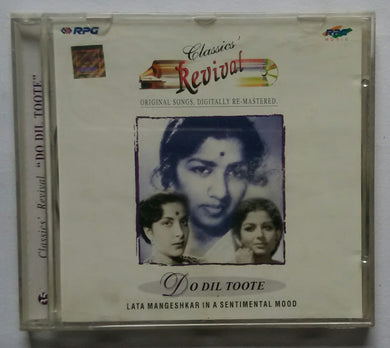 RPG
Classics'
Revival
ORIGINAL SONGS, DIGITALLY RE-MASTERED.
MUSIC
Classics' Revival "DO DIL TOOTE"
DO DIL TOOTE
LATA MANGESHKAR IN A SENTIMENTAL MOOD